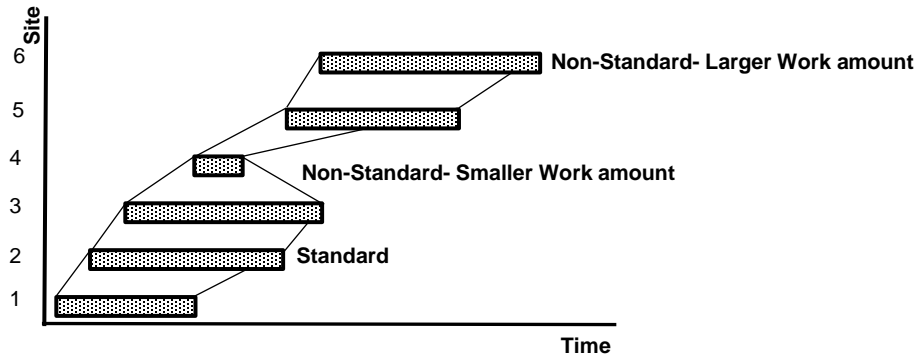 Site
6
Non-Standard- Larger Work amount
5
4
Non-Standard- Smaller Work amount
3
2
Standard
1
Time